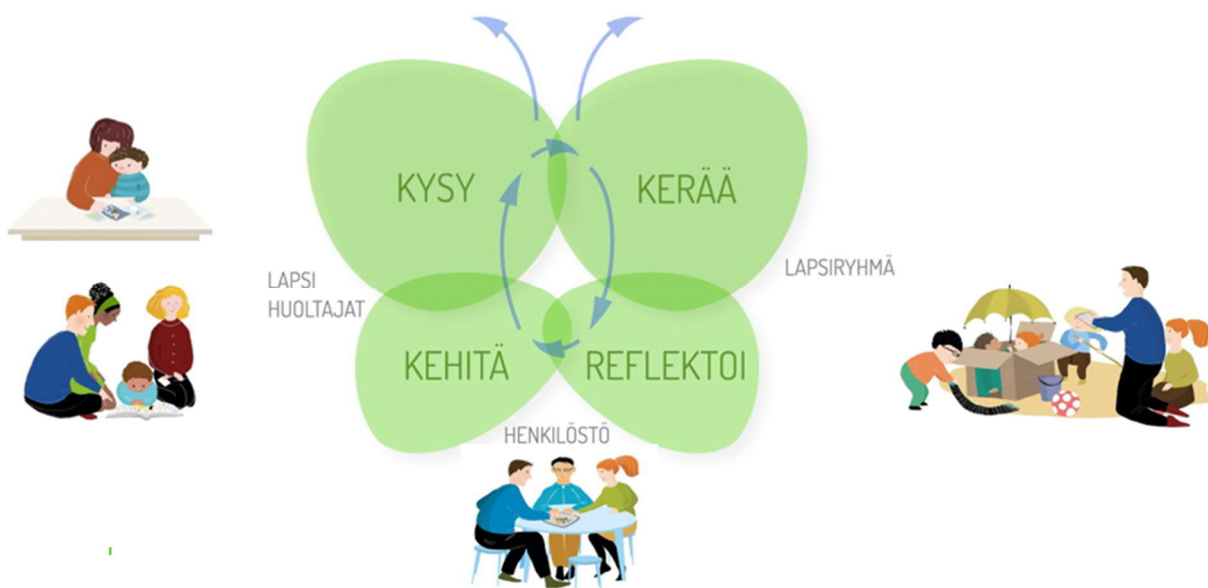 KYSY
KERÄÄ
LAPSI
HUOLTAJAT
LAPSIRYHMÄ
KEHITÄ
REFLEKTOI
HENKILÖSTÖ